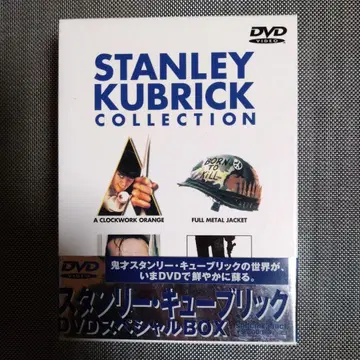 DVD
VIDEO
STANLEY
KUBRICK
COLLECTION
BORN TO
KILL
A CLOCKWORK ORANGE
FULL METAL JACKET
DVD
VIDEO
鬼才スタンリー・キューブリックの世界が、
いまDVDで鮮やかに蘇る。
スタンリー・キューブリック
DVDスペシャルBOX